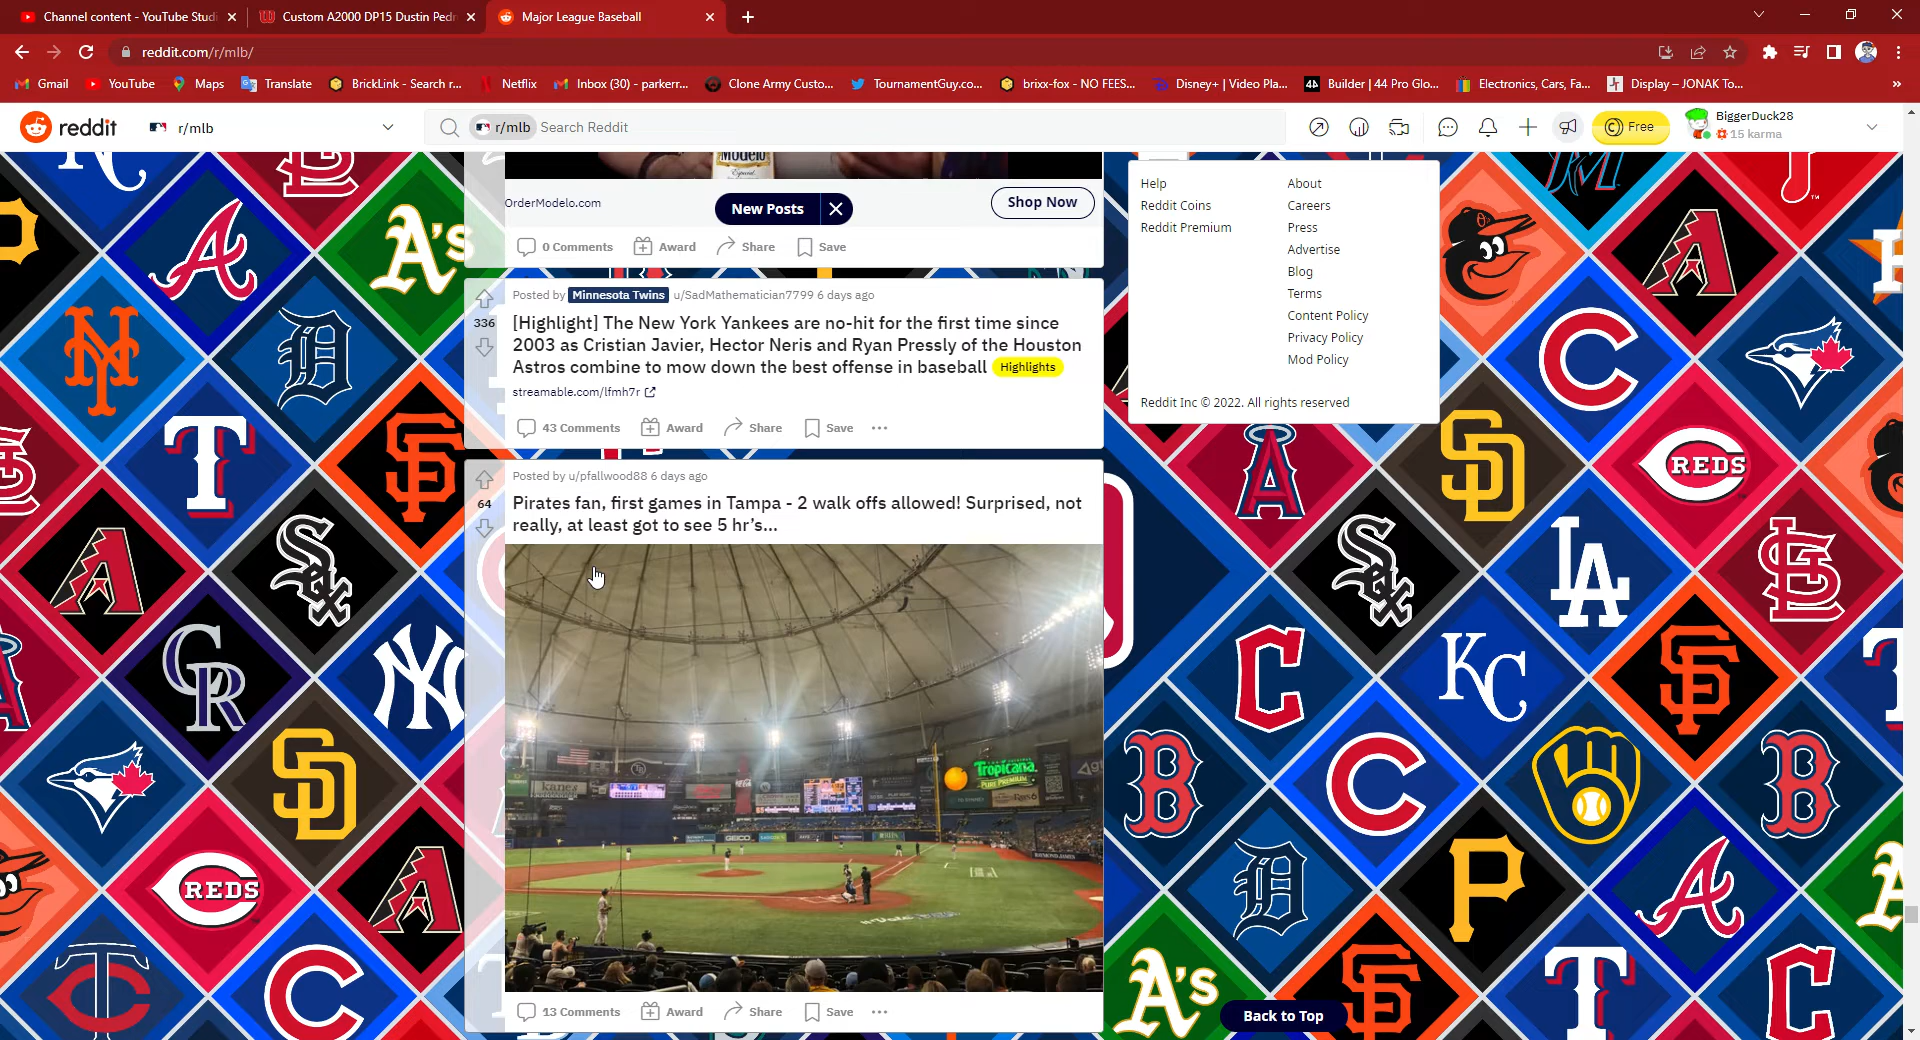 Channel content - YouTube Studi
Custom A2000 DP15 Dustin Pedr
Major League Baseball
reddit.com/r/mlb/
Gmail
YouTube
Maps
Translate
BrickLink - Search r...
Netflix
Inbox (30) - parkerr...
Clone Army Custo...
TournamentGuy.co...
brixx-fox - NO FEES...
Disney+ | Video Pla...
Builder | 44 Pro Glo...
Electronics, Cars, Fa...
Display – JONAK To...
reddit
r/mlb
r/mlb
Search Reddit
Free
BiggerDuck28
15 karma
Modelo
Especial
OrderModelo.com
New Posts
Shop Now
0 Comments
Award
Share
Save
Posted by Minnesota Twins u/SadMathematician7799 6 days ago
336
[Highlight] The New York Yankees are no-hit for the first time since
2003 as Cristian Javier, Hector Neris and Ryan Pressly of the Houston
Astros combine to mow down the best offense in baseball Highlights
streamable.com/lfmh7r
43 Comments
Award
Share
Save
Posted by u/pfallwood88 6 days ago
64
Pirates fan, first games in Tampa - 2 walk offs allowed! Surprised, not
really, at least got to see 5 hr's...
Tropicana
PURE PREMIUM
GEICO
13 Comments
Award
Share
Save
Help
Reddit Coins
Reddit Premium
About
Careers
Press
Advertise
Blog
Terms
Content Policy
Privacy Policy
Mod Policy
Reddit Inc © 2022. All rights reserved
Back to Top
A's
REDS
REDS
A's